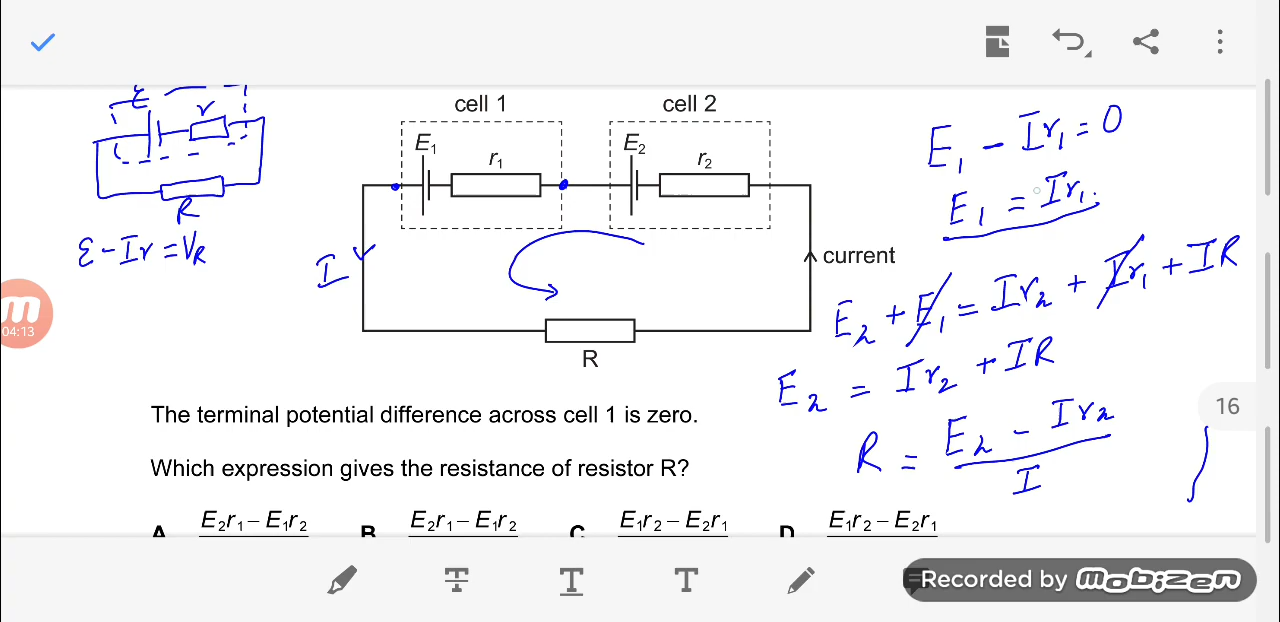 cell 1 cell 2
E r
E₁ r₁ E₂ r₂
R
Ɛ - Ir = V_R
I
current
R
E₁ - Ir₁ = 0
E₁ = Ir₁.
E₂ + E₁ = Ir₂ + Ir₁ + IR
E₂ = Ir₂ + IR
R = (E₂ - Ir₂) / I
04:13
16
The terminal potential difference across cell 1 is zero.
Which expression gives the resistance of resistor R?
A E₂r₁ – E₁r₂ B E₂r₁ – E₁r₂ C E₁r₂ – E₂r₁ D E₁r₂ – E₂r₁
T T T
Recorded by mobizen